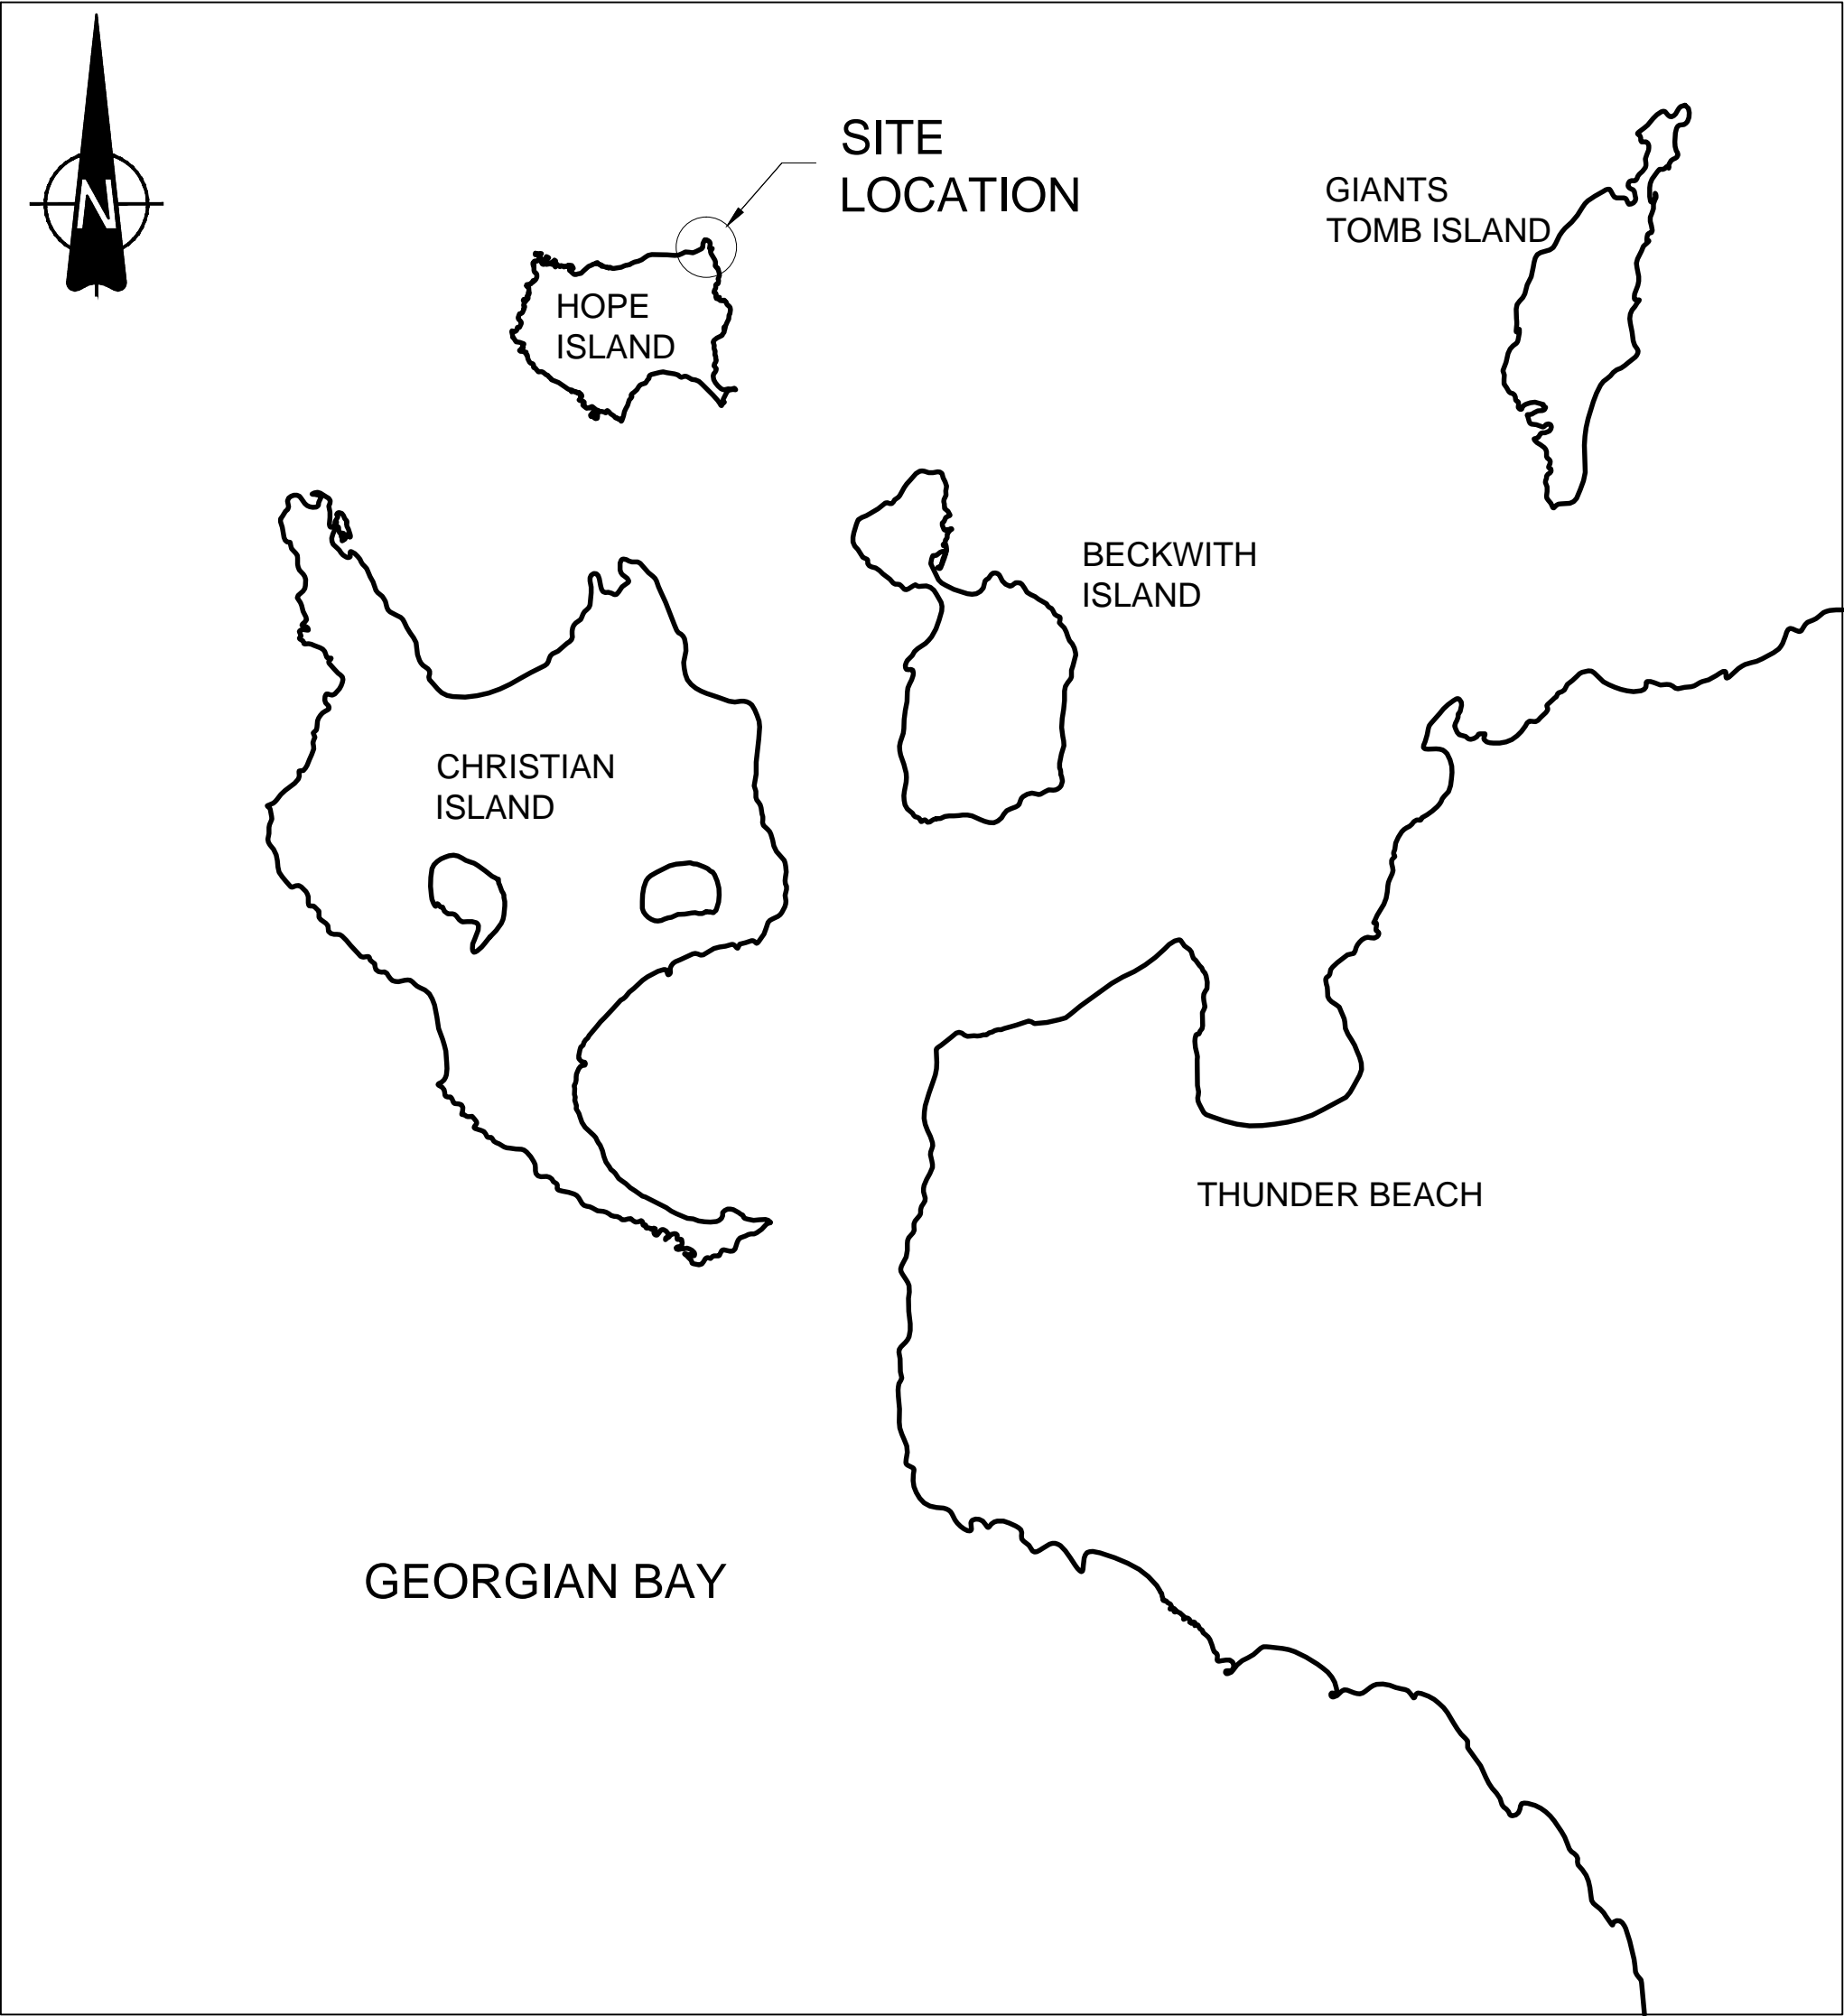 N
SITE
LOCATION
GIANTS
TOMB ISLAND
HOPE
ISLAND
BECKWITH
ISLAND
CHRISTIAN
ISLAND
THUNDER BEACH
GEORGIAN BAY